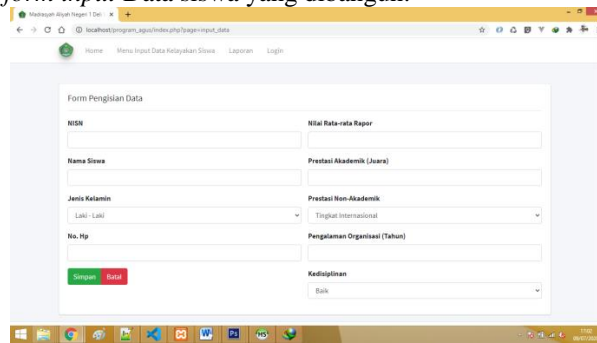 form input Data siswa yang dibangun.
Madrasyah Aliyah Negeri 1 Deli
localhost/program_agus/index.php?page=input_data
Home Menu Input Data Kelayakan Siswa Laporan Login
Form Pengisian Data
NISN
Nilai Rata-rata Rapor
Nama Siswa
Prestasi Akademik (Juara)
Jenis Kelamin
Laki - Laki
Prestasi Non-Akademik
Tingkat Internasional
No. Hp
Pengalaman Organisasi (Tahun)
Simpan Batal
Kedisiplinan
Baik